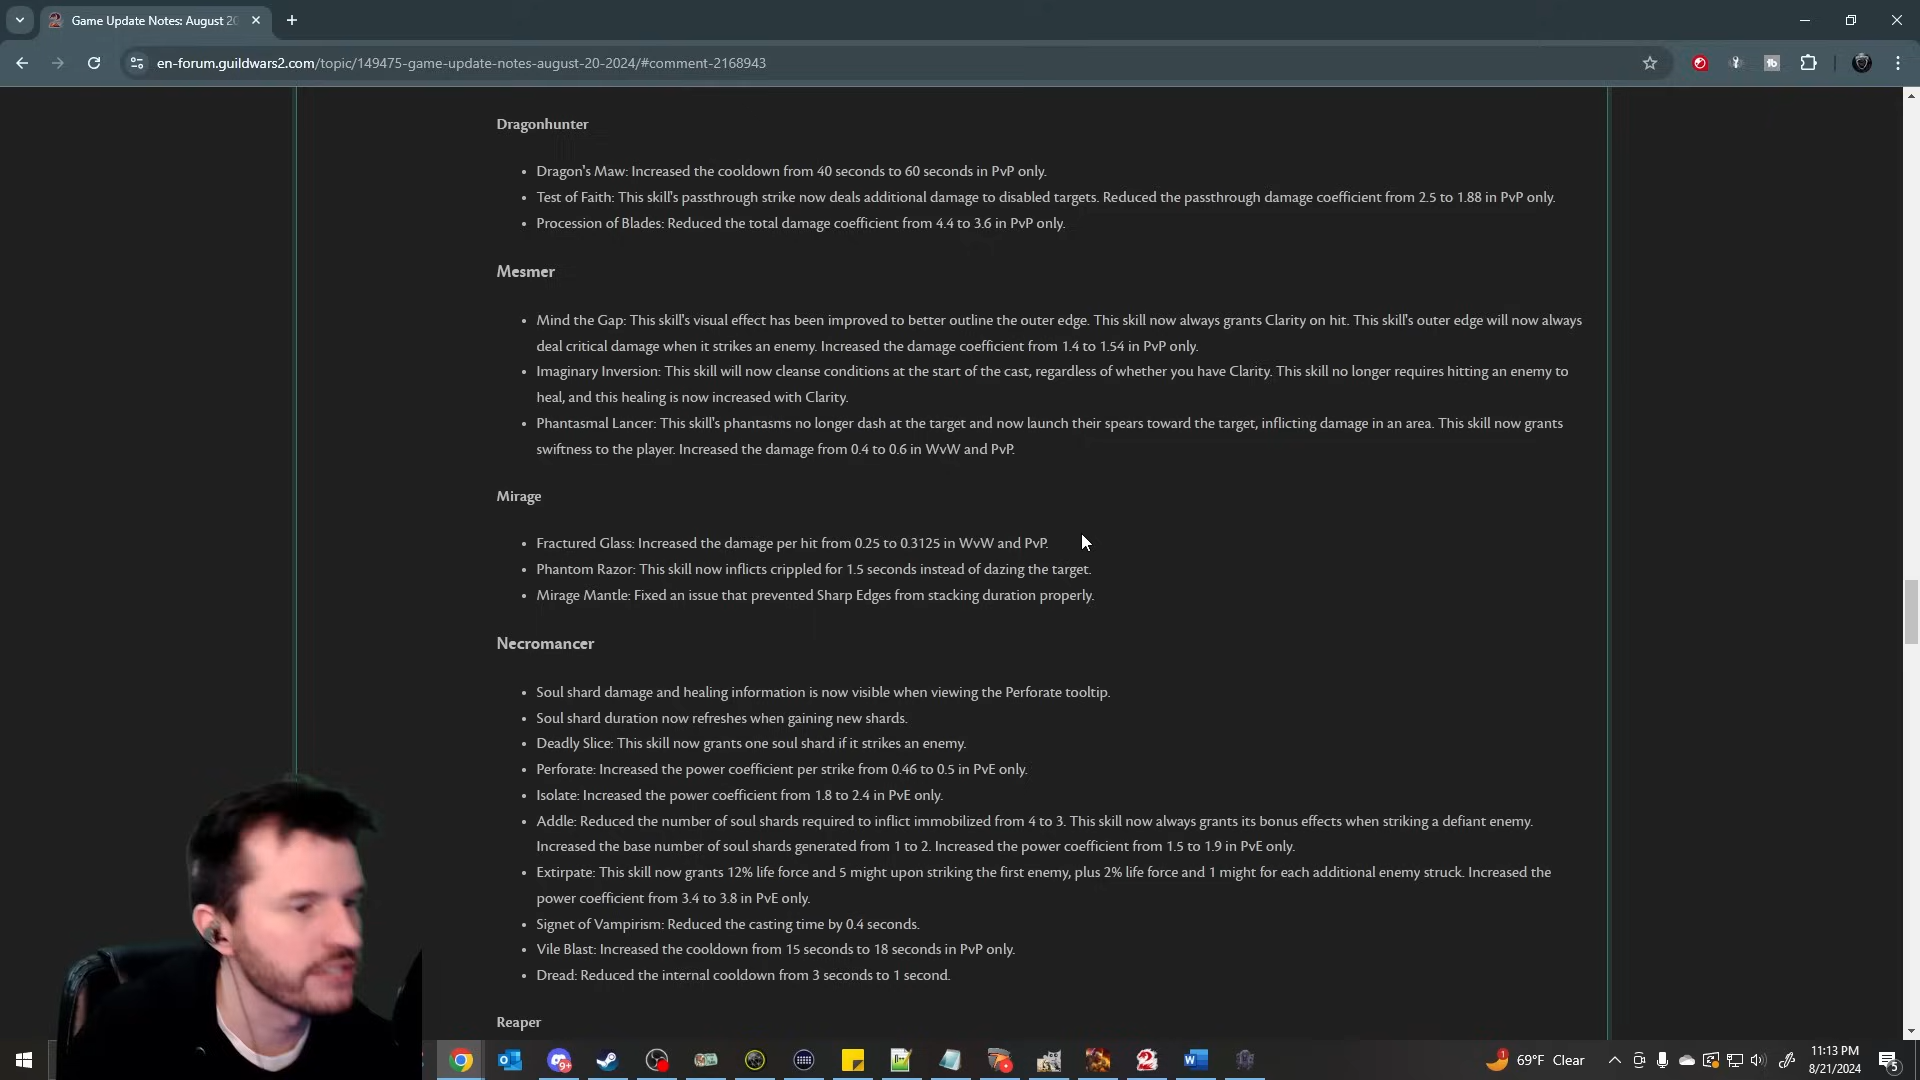 Game Update Notes: August 20
en-forum.guildwars2.com/topic/149475-game-update-notes-august-20-2024/#comment-2168943
Dragonhunter
• Dragon's Maw: Increased the cooldown from 40 seconds to 60 seconds in PvP only.
• Test of Faith: This skill's passthrough strike now deals additional damage to disabled targets. Reduced the passthrough damage coefficient from 2.5 to 1.88 in PvP only.
• Procession of Blades: Reduced the total damage coefficient from 4.4 to 3.6 in PvP only.
Mesmer
• Mind the Gap: This skill's visual effect has been improved to better outline the outer edge. This skill now always grants Clarity on hit. This skill's outer edge will now always
deal critical damage when it strikes an enemy. Increased the damage coefficient from 1.4 to 1.54 in PvP only.
• Imaginary Inversion: This skill will now cleanse conditions at the start of the cast, regardless of whether you have Clarity. This skill no longer requires hitting an enemy to
heal, and this healing is now increased with Clarity.
• Phantasmal Lancer: This skill's phantasms no longer dash at the target and now launch their spears toward the target, inflicting damage in an area. This skill now grants
swiftness to the player. Increased the damage from 0.4 to 0.6 in WvW and PvP.
Mirage
• Fractured Glass: Increased the damage per hit from 0.25 to 0.3125 in WvW and PvP.
• Phantom Razor: This skill now inflicts crippled for 1.5 seconds instead of dazing the target.
• Mirage Mantle: Fixed an issue that prevented Sharp Edges from stacking duration properly.
Necromancer
• Soul shard damage and healing information is now visible when viewing the Perforate tooltip.
• Soul shard duration now refreshes when gaining new shards.
• Deadly Slice: This skill now grants one soul shard if it strikes an enemy.
• Perforate: Increased the power coefficient per strike from 0.46 to 0.5 in PvE only.
• Isolate: Increased the power coefficient from 1.8 to 2.4 in PvE only.
• Addle: Reduced the number of soul shards required to inflict immobilized from 4 to 3. This skill now always grants its bonus effects when striking a defiant enemy.
Increased the base number of soul shards generated from 1 to 2. Increased the power coefficient from 1.5 to 1.9 in PvE only.
• Extirpate: This skill now grants 12% life force and 5 might upon striking the first enemy, plus 2% life force and 1 might for each additional enemy struck. Increased the
power coefficient from 3.4 to 3.8 in PvE only.
• Signet of Vampirism: Reduced the casting time by 0.4 seconds.
• Vile Blast: Increased the cooldown from 15 seconds to 18 seconds in PvP only.
• Dread: Reduced the internal cooldown from 3 seconds to 1 second.
Reaper
69°F Clear
11:13 PM
8/21/2024